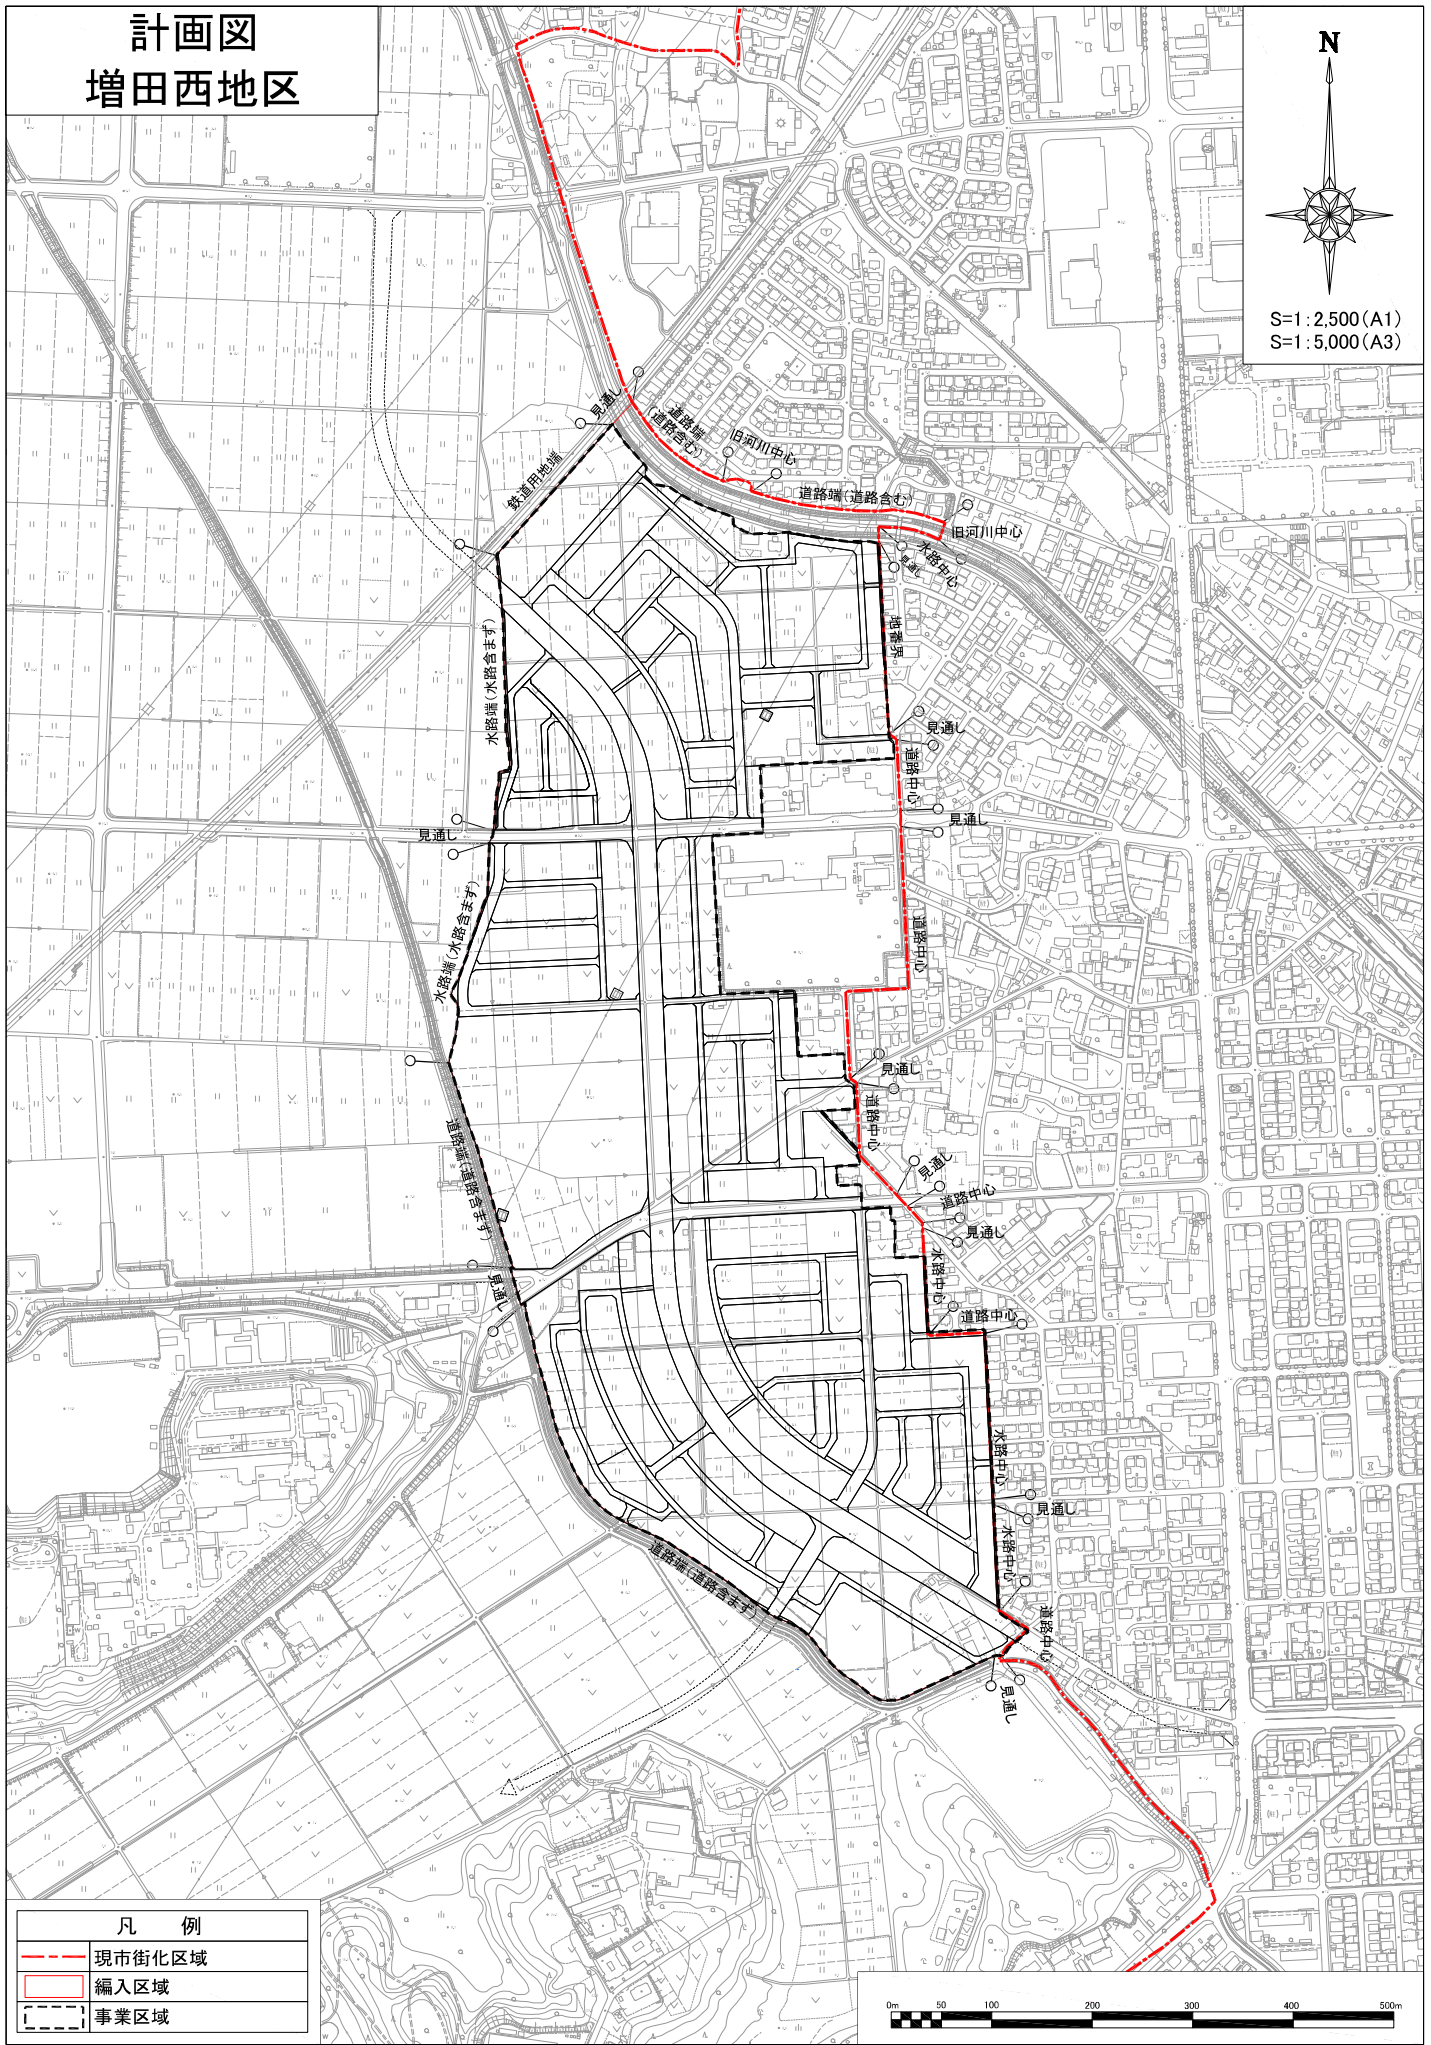 計画図
増田西地区
N
S=1:2,500(A1)
S=1:5,000(A3)
見通し
道路端
(道路含む)
旧河川中心
鉄道用地端
道路端(道路含む)
旧河川中心
水路中心
見通し
地番界
水路端(水路含まず)
見通し
道路中心
見通し
見通し
水路端(水路含まず)
道路中心
見通し
道路中心
道路端(道路含まず)
見通し
道路中心
見通し
水路中心
見通し
道路中心
水路中心
見通し
水路中心
道路端(道路含まず)
道路中心
見通し
凡 例
現市街化区域
編入区域
事業区域
0m 50 100 200 300 400 500m